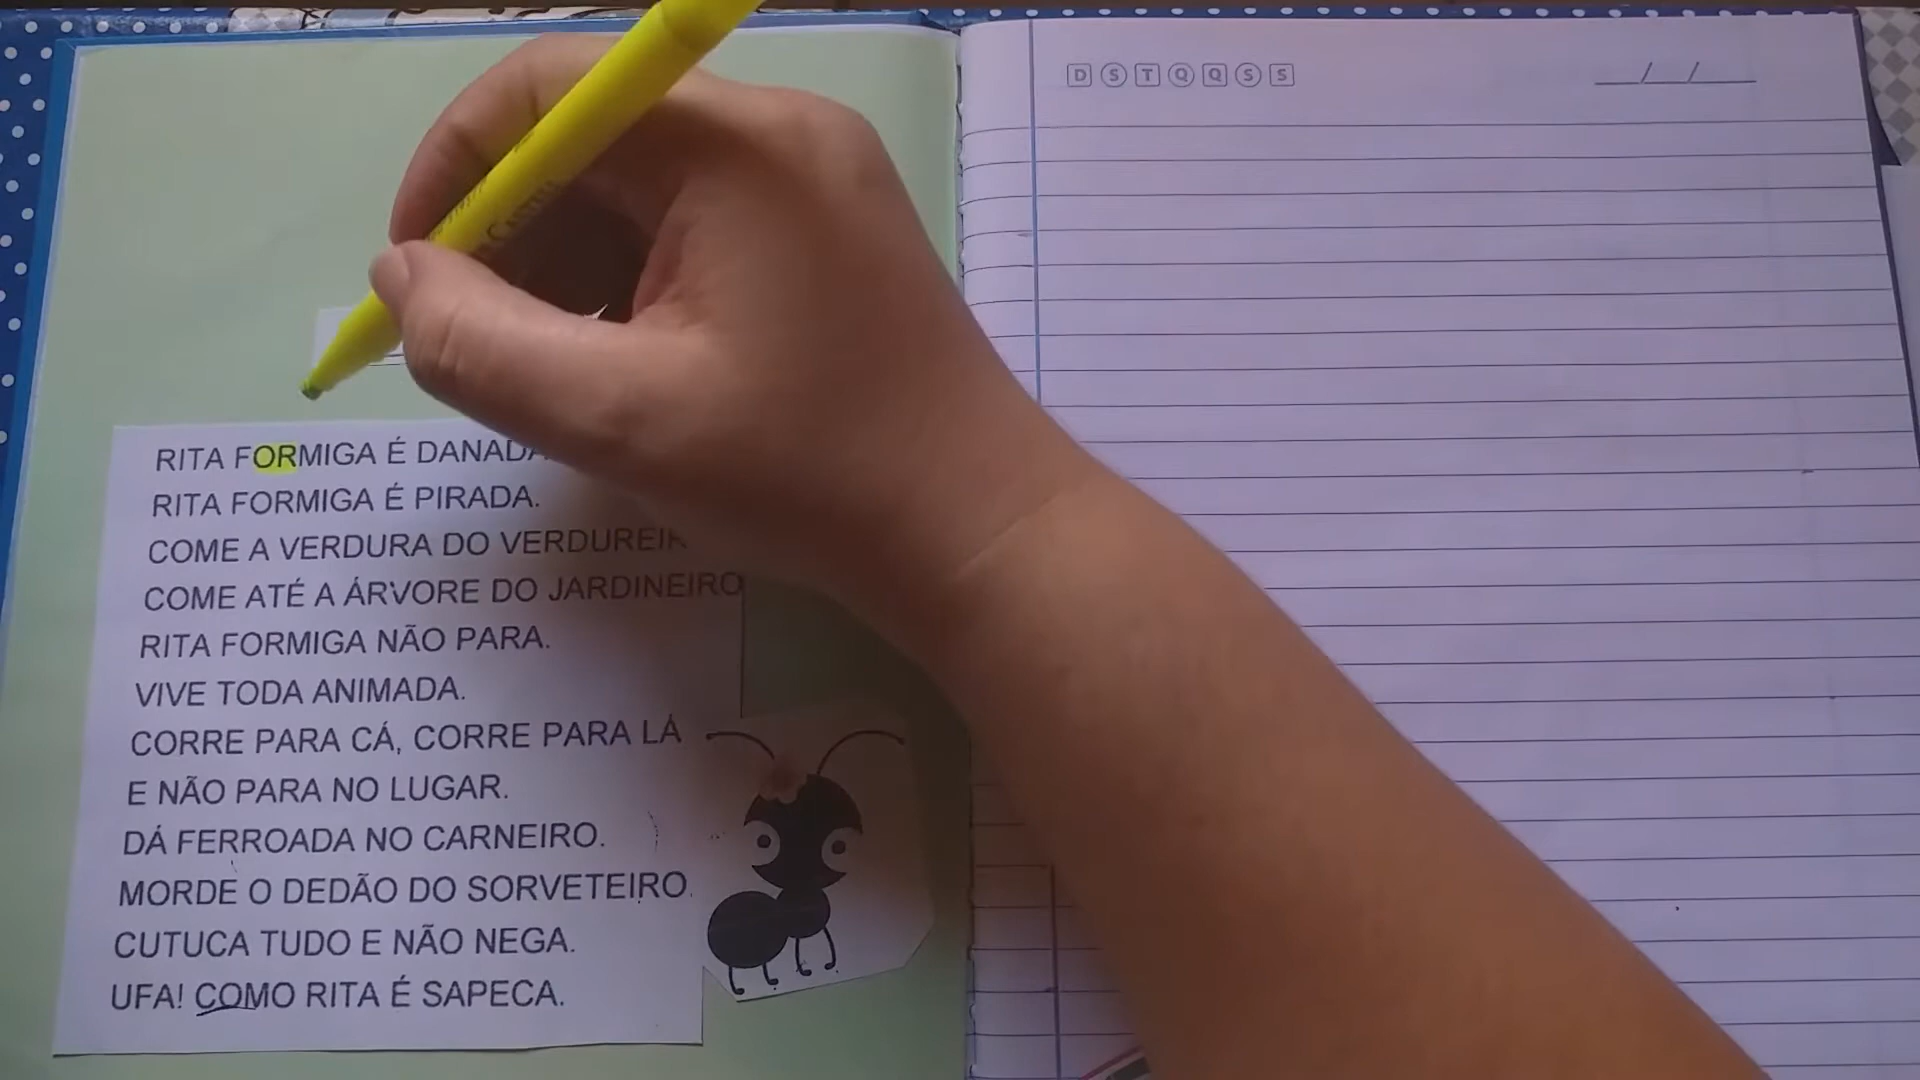 D S T Q Q S S
RITA FORMIGA É
RITA FORMIGA É PIRADA.
COME A VERDURA DO
COME ATÉ A ÁRVORE DO JARDINEIRO
RITA FORMIGA NÃO PARA.
VIVE TODA ANIMADA.
CORRE PARA CÁ, CORRE PARA LÁ
E NÃO PARA NO LUGAR.
DÁ FERROADA NO CARNEIRO.
MORDE O DEDÃO DO SORVETEIRO.
CUTUCA TUDO E NÃO NEGA.
UFA! COMO RITA É SAPECA.